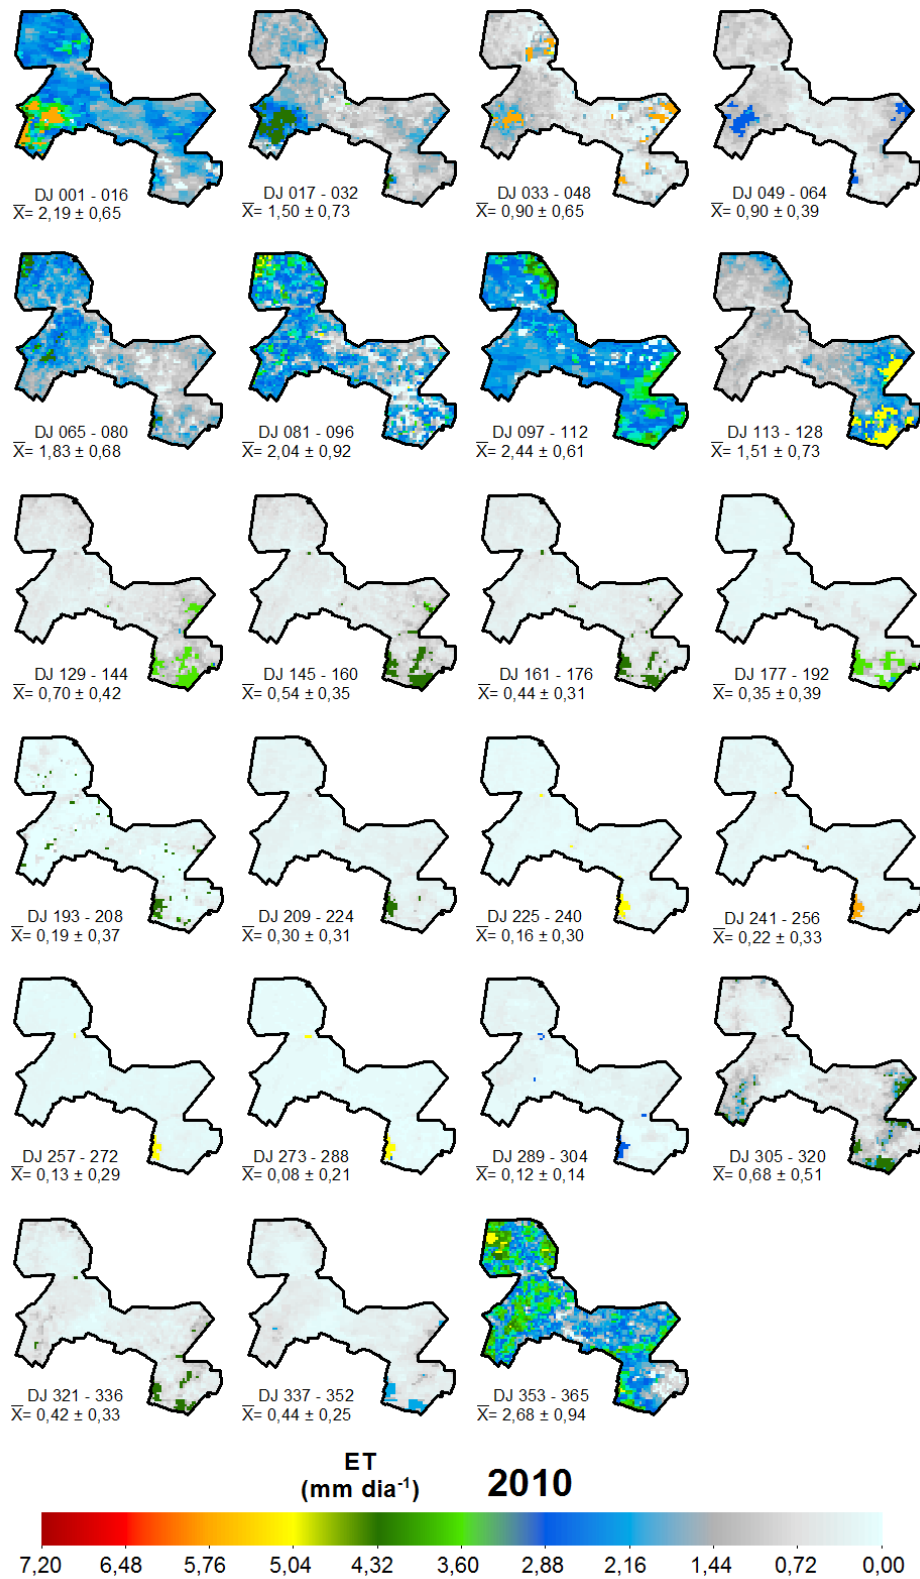 DJ 001 - 016 DJ 017 - 032 DJ 033 - 048 DJ 049 - 064
X̅= 2,19 ± 0,65 X̅= 1,50 ± 0,73 X̅= 0,90 ± 0,65 X̅= 0,90 ± 0,39
DJ 065 - 080 DJ 081 - 096 DJ 097 - 112 DJ 113 - 128
X̅= 1,83 ± 0,68 X̅= 2,04 ± 0,92 X̅= 2,44 ± 0,61 X̅= 1,51 ± 0,73
DJ 129 - 144 DJ 145 - 160 DJ 161 - 176 DJ 177 - 192
X̅= 0,70 ± 0,42 X̅= 0,54 ± 0,35 X̅= 0,44 ± 0,31 X̅= 0,35 ± 0,39
DJ 193 - 208 DJ 209 - 224 DJ 225 - 240 DJ 241 - 256
X̅= 0,19 ± 0,37 X̅= 0,30 ± 0,31 X̅= 0,16 ± 0,30 X̅= 0,22 ± 0,33
DJ 257 - 272 DJ 273 - 288 DJ 289 - 304 DJ 305 - 320
X̅= 0,13 ± 0,29 X̅= 0,08 ± 0,21 X̅= 0,12 ± 0,14 X̅= 0,68 ± 0,51
DJ 321 - 336 DJ 337 - 352 DJ 353 - 365
X̅= 0,42 ± 0,33 X̅= 0,44 ± 0,25 X̅= 2,68 ± 0,94
ET
(mm dia⁻¹) 2010
7,20 6,48 5,76 5,04 4,32 3,60 2,88 2,16 1,44 0,72 0,00